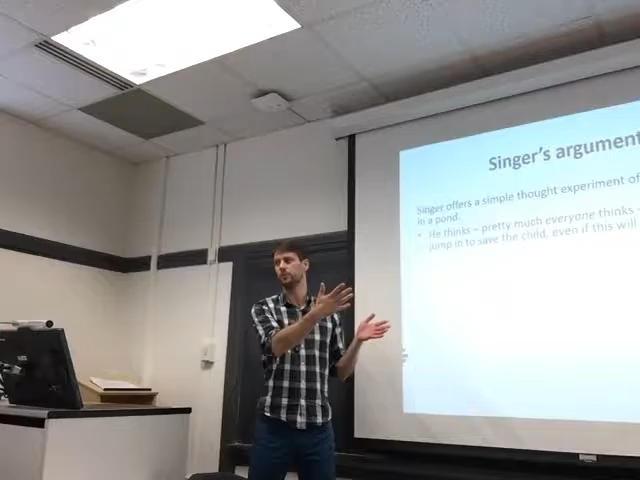 Singer's argument
Singer offers a simple thought experiment of
in a pond.
• He thinks – pretty much everyone thinks –
jump in to save the child, even if this will